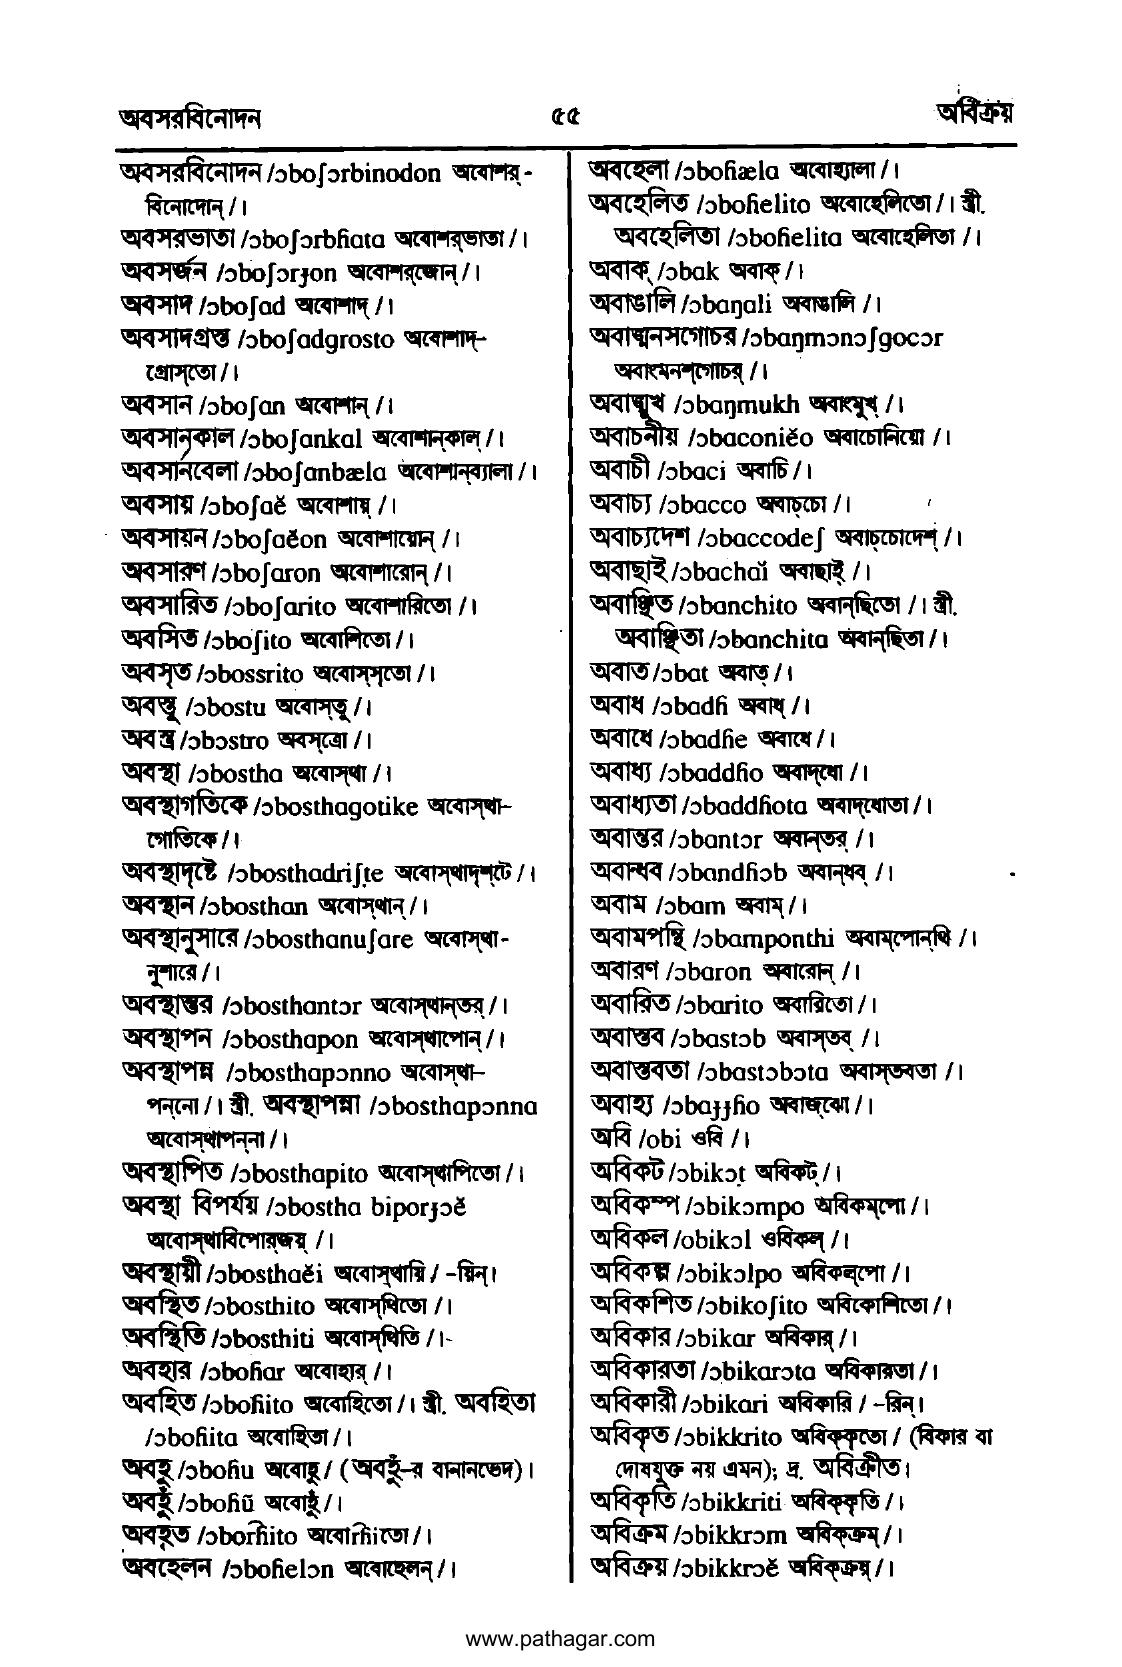 অবসরবিনোদন ৫৫ অবিক্রয়
অবসরবিনোদন /ɔboʃɔrbinodon অবোশর্-
বিনোদোন্ / ।
অবসরভাতা /ɔboʃɔrbɦata অবোশর্ভাতা / ।
অবসর্জন /ɔboʃɔrɟon অবোশর্জোন্ / ।
অবসাদ /ɔboʃad অবোশাদ্ / ।
অবসাদগ্রস্ত /ɔboʃadgrosto অবোশাদ্-
গ্রোস্তো / ।
অবসান /ɔboʃan অবোশান্ / ।
অবসানকাল /ɔboʃankal অবোশান্কাল্ / ।
অবসানবেলা /ɔboʃanbæla অবোশান্ব্যালা / ।
অবসায় /ɔboʃaĕ অবোশায়্ / ।
অবসায়ন /ɔboʃaĕon অবোশায়োন্ / ।
অবসারণ /ɔboʃaron অবোশারোন্ / ।
অবসারিত /ɔboʃarito অবোশারিতো / ।
অবসিত /ɔboʃito অবোশিতো / ।
অবসৃত /ɔbossrito অবোস্সৃতো / ।
অবস্তু /ɔbostu অবোস্তু / ।
অবস্ত্র /ɔbɔstro অবস্ত্রো / ।
অবস্থা /ɔbostha অবোস্থা / ।
অবস্থাগতিকে /ɔbosthagotike অবোস্থা-
গোতিকে / ।
অবস্থাদৃষ্টে /ɔbosthadriʃṭe অবোস্থাদৃশ্টে / ।
অবস্থান /ɔbosthan অবোস্থান্ / ।
অবস্থানুসারে /ɔbosthanuʃare অবোস্থা-
নুশারে / ।
অবস্থান্তর /ɔbosthantɔr অবোস্থান্তর্ / ।
অবস্থাপন /ɔbosthapon অবোস্থাপোন্ / ।
অবস্থাপন্ন /ɔbosthapɔnno অবোস্থা-
পন্নো / । স্ত্রী. অবস্থাপন্না /ɔbosthapɔnna
অবোস্থাপন্না / ।
অবস্থাপিত /ɔbosthapito অবোস্থাপিতো / ।
অবস্থা বিপর্যয় /ɔbostha biporɟɔĕ
অবোস্থাবিপোর্জয়্ / ।
অবস্থায়ী /ɔbosthaĕi অবোস্থায়ি / -য়িন্।
অবস্থিত /ɔbosthito অবোস্থিতো / ।
অবস্থিতি /ɔbosthiti অবোস্থিতি / ।
অবহার /ɔboɦar অবোহার্ / ।
অবহিত /ɔboɦito অবোহিতো / । স্ত্রী. অবহিতা
/ɔboɦita অবোহিতা / ।
অবহু /ɔboɦu অবোহু / (অবহুঁ-র বানানভেদ) ।
অবহুঁ /ɔboɦũ অবোহুঁ / ।
অবহৃত /ɔborɦito অবোর্হিতো / ।
অবহেলন /ɔboɦelɔn অবোহেলন্ / ।
অবহেলা /ɔboɦæla অবোহ্যালা / ।
অবহেলিত /ɔboɦelito অবোহেলিতো / । স্ত্রী.
অবহেলিতা /ɔboɦelita অবোহেলিতা / ।
অবাক্ /ɔbak অবাক্ / ।
অবাঙালি /ɔbaŋali অবাঙালি / ।
অবাঙ্মনসগোচর /ɔbaŋmɔnɔʃgocɔr
অবাংমনশ্গোচর্ / ।
অবাঙ্মুখ /ɔbaŋmukh অবাংমুখ্ / ।
অবাচনীয় /ɔbaconiĕo অবাচোনিয়ো / ।
অবাচী /ɔbaci অবাচি / ।
অবাচ্য /ɔbacco অবাচ্চো / ।
অবাচ্যদেশ /ɔbaccodeʃ অবাচ্চোদেশ্ / ।
অবাছাই /ɔbachaĭ অবাছাই্ / ।
অবাঞ্ছিত /ɔbanchito অবান্ছিতো / । স্ত্রী.
অবাঞ্ছিতা /ɔbanchita অবান্ছিতা / ।
অবাত /ɔbat অবাত্ / ।
অবাধ /ɔbadɦ অবাধ্ / ।
অবাধে /ɔbadɦe অবাধে / ।
অবাধ্য /ɔbaddɦo অবাদ্ধো / ।
অবাধ্যতা /ɔbaddɦota অবাদ্ধোতা / ।
অবান্তর /ɔbantɔr অবান্তর্ / ।
অবান্ধব /ɔbandɦɔb অবান্ধব্ / ।
অবাম /ɔbam অবাম্ / ।
অবামপন্থি /ɔbamponthi অবাম্পোন্থি / ।
অবারণ /ɔbaron অবারোন্ / ।
অবারিত /ɔbarito অবারিতো / ।
অবাস্তব /ɔbastɔb অবাস্তব্ / ।
অবাস্তবতা /ɔbastɔbɔta অবাস্তবতা / ।
অবাহ্য /ɔbaɟɟɦo অবাজ্ঝো / ।
অবি /obi ওবি / ।
অবিকট /ɔbikɔṭ অবিকট্ / ।
অবিকম্প /ɔbikɔmpo অবিকম্পো / ।
অবিকল /obikɔl ওবিকল্ / ।
অবিকল্প /ɔbikɔlpo অবিকল্পো / ।
অবিকশিত /ɔbikoʃito অবিকোশিতো / ।
অবিকার /ɔbikar অবিকার্ / ।
অবিকারতা /ɔbikarɔta অবিকারতা / ।
অবিকারী /ɔbikari অবিকারি / -রিন্।
অবিকৃত /ɔbikkrito অবিক্কৃতো / (বিকার বা
দোষযুক্ত নয় এমন); দ্র. অবিক্রীত।
অবিকৃতি /ɔbikkriti অবিক্কৃতি / ।
অবিক্রম /ɔbikkrɔm অবিক্ক্রম্ / ।
অবিক্রয় /ɔbikkrɔĕ অবিক্ক্রয়্ / ।
www.pathagar.com